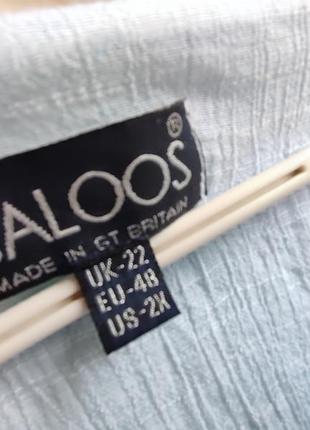 SALOOS®
MADE IN GT BRITAIN
UK-22
EU-48
US-2X